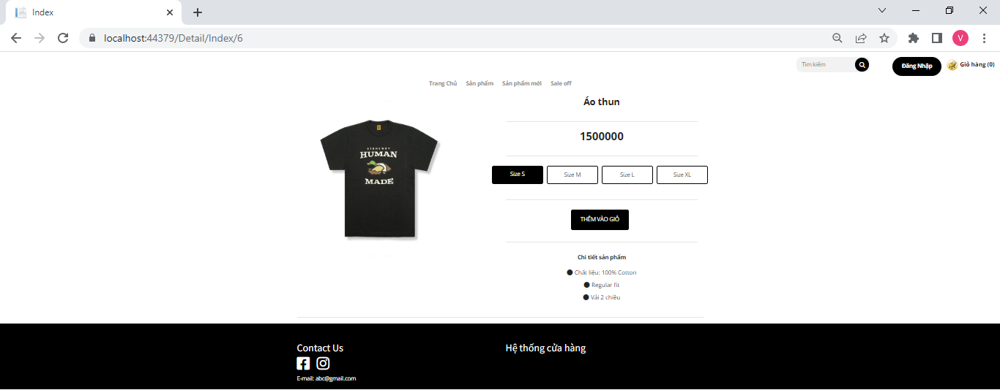 Index
localhost:44379/Detail/Index/6
V
Tìm kiếm
Đăng Nhập
Giỏ hàng (0)
Trang Chủ Sản phẩm Sản phẩm mới Sale off
Áo thun
1500000
HUMAN
MADE
Size S Size M Size L Size XL
THÊM VÀO GIỎ
Chi tiết sản phẩm
Chất liệu: 100% Cotton
Regular fit
Vải 2 chiều
Contact Us
Hệ thống cửa hàng
E-mail: abc@gmail.com